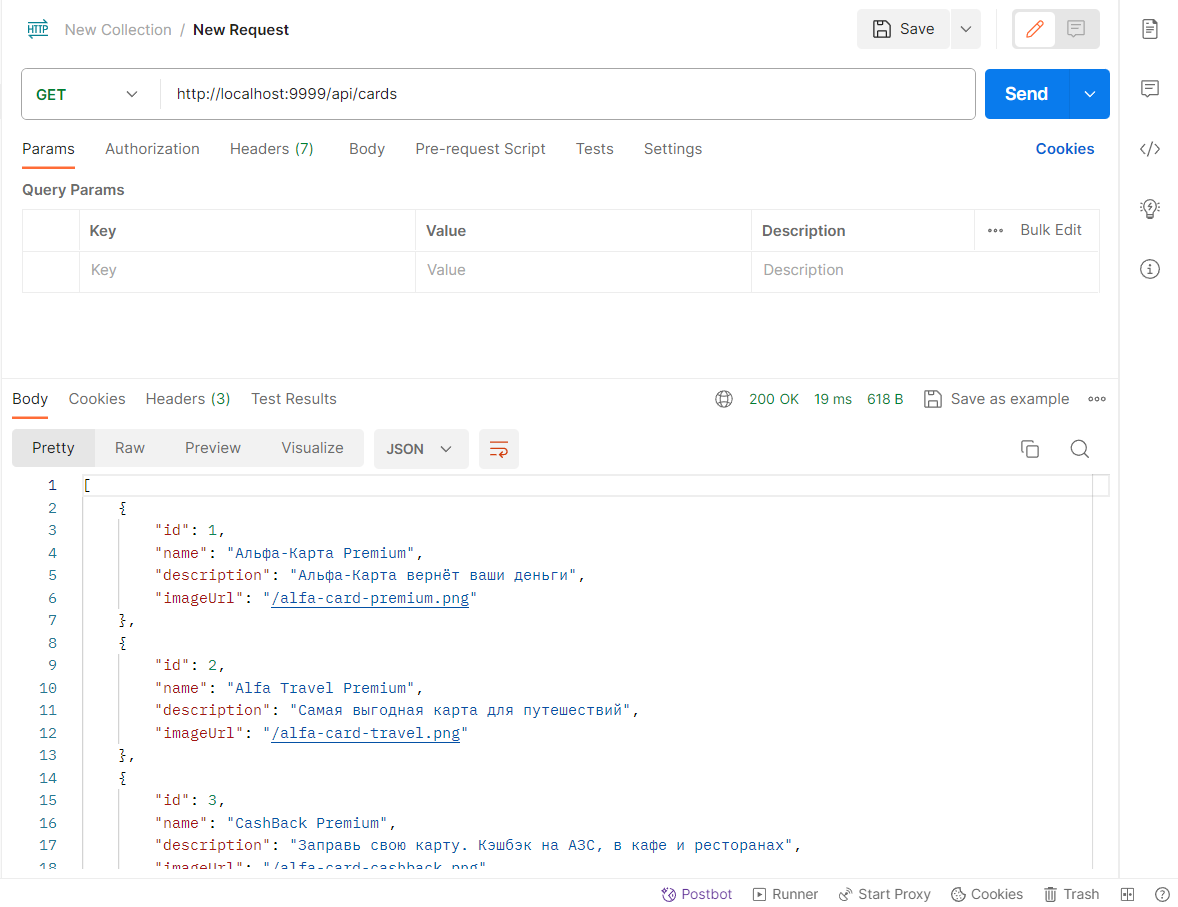 HTTP New Collection / New Request Save
GET http://localhost:9999/api/cards Send
Params Authorization Headers (7) Body Pre-request Script Tests Settings Cookies
Query Params
Key Value Description ••• Bulk Edit
Key Value Description
Body Cookies Headers (3) Test Results 200 OK 19 ms 618 B Save as example
Pretty Raw Preview Visualize JSON
1 [
2 {
3 "id": 1,
4 "name": "Альфа-Карта Premium",
5 "description": "Альфа-Карта вернёт ваши деньги",
6 "imageUrl": "/alfa-card-premium.png"
7 },
8 {
9 "id": 2,
10 "name": "Alfa Travel Premium",
11 "description": "Самая выгодная карта для путешествий",
12 "imageUrl": "/alfa-card-travel.png"
13 },
14 {
15 "id": 3,
16 "name": "CashBack Premium",
17 "description": "Заправь свою карту. Кэшбэк на АЗС, в кафе и ресторанах",
18 "imageUrl": "/alfa-card-cashback.png"
Postbot Runner Start Proxy Cookies Trash